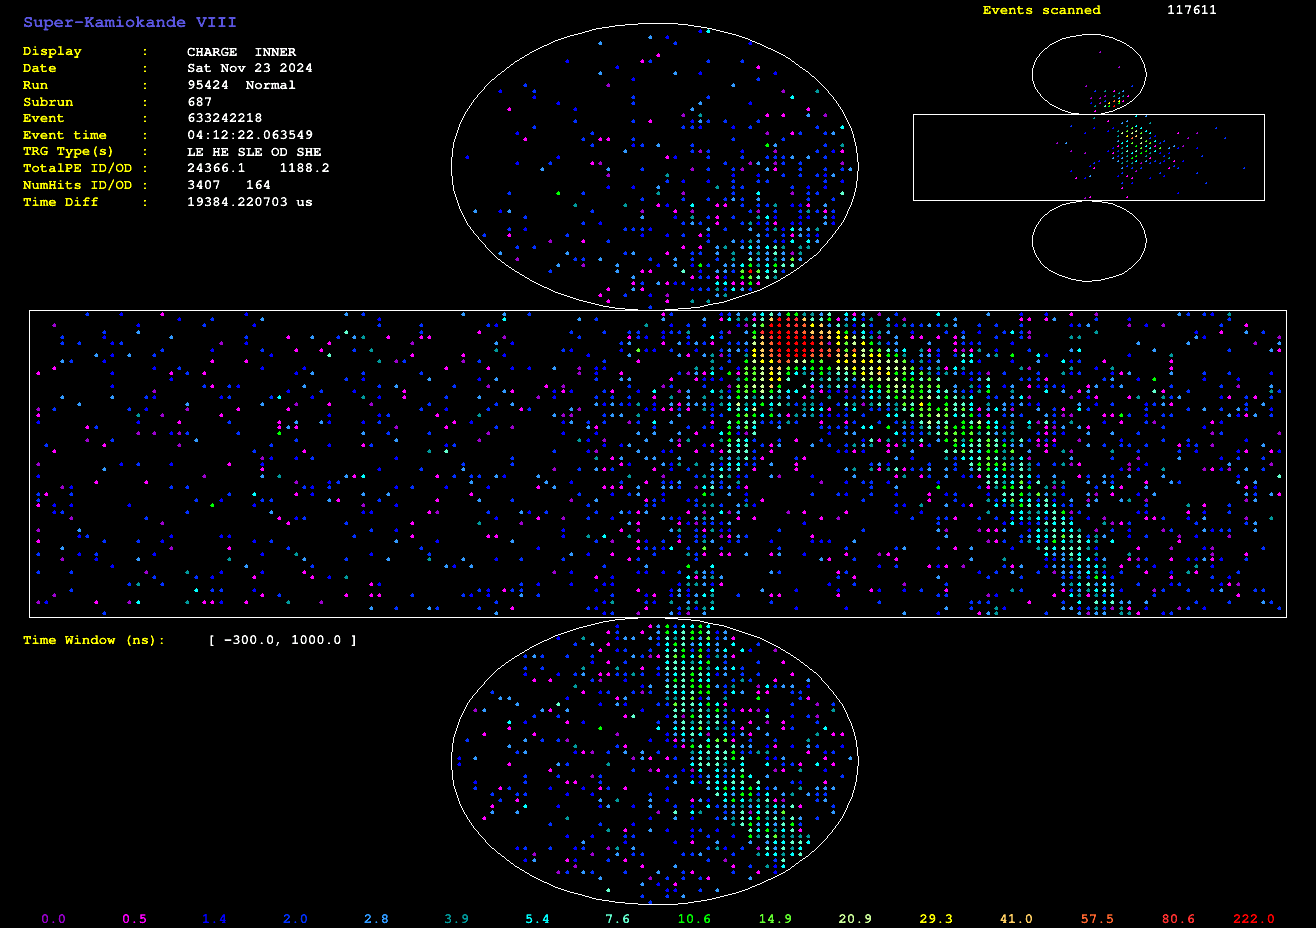 Super-Kamiokande VIII
Events scanned 117611
Display : CHARGE INNER
Date : Sat Nov 23 2024
Run : 95424 Normal
Subrun : 687
Event : 633242218
Event time : 04:12:22.063549
TRG Type(s) : LE HE SLE OD SHE
TotalPE ID/OD : 24366.1 1188.2
NumHits ID/OD : 3407 164
Time Diff : 19384.220703 us
Time Window (ns): [ -300.0, 1000.0 ]
0.0 0.5 1.4 2.0 2.8 3.9 5.4 7.6 10.6 14.9 20.9 29.3 41.0 57.5 80.6 222.0